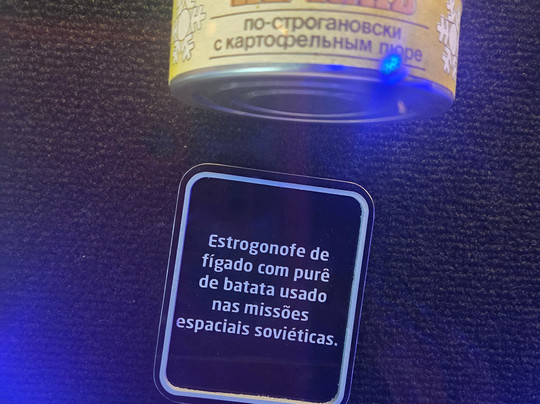 по-строгановски
с картофельным пюре
Estrogonofe de
fígado com purê
de batata usado
nas missões
espaciais soviéticas.